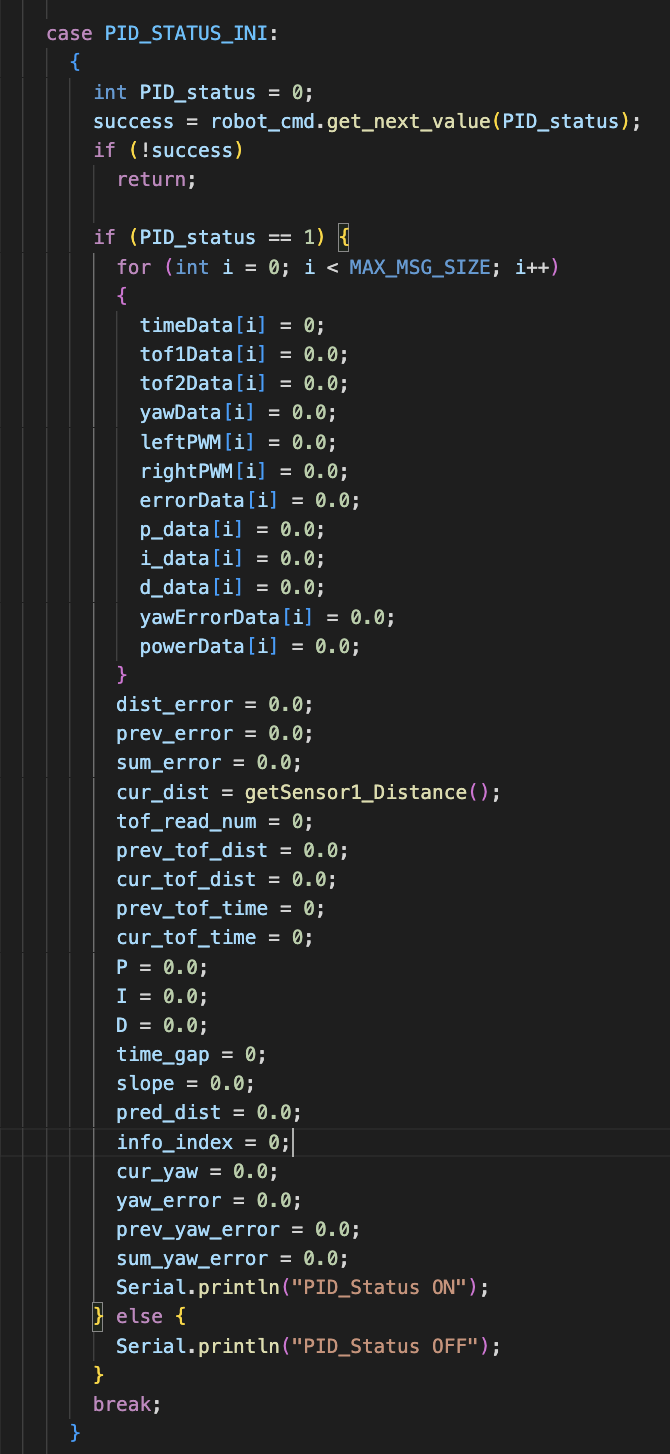 case PID_STATUS_INI:
{
int PID_status = 0;
success = robot_cmd.get_next_value(PID_status);
if (!success)
return;
if (PID_status == 1) {
for (int i = 0; i < MAX_MSG_SIZE; i++)
{
timeData[i] = 0;
tof1Data[i] = 0.0;
tof2Data[i] = 0.0;
yawData[i] = 0.0;
leftPWM[i] = 0.0;
rightPWM[i] = 0.0;
errorData[i] = 0.0;
p_data[i] = 0.0;
i_data[i] = 0.0;
d_data[i] = 0.0;
yawErrorData[i] = 0.0;
powerData[i] = 0.0;
}
dist_error = 0.0;
prev_error = 0.0;
sum_error = 0.0;
cur_dist = getSensor1_Distance();
tof_read_num = 0;
prev_tof_dist = 0.0;
cur_tof_dist = 0.0;
prev_tof_time = 0;
cur_tof_time = 0;
P = 0.0;
I = 0.0;
D = 0.0;
time_gap = 0;
slope = 0.0;
pred_dist = 0.0;
info_index = 0;
cur_yaw = 0.0;
yaw_error = 0.0;
prev_yaw_error = 0.0;
sum_yaw_error = 0.0;
Serial.println("PID_Status ON");
} else {
Serial.println("PID_Status OFF");
}
break;
}